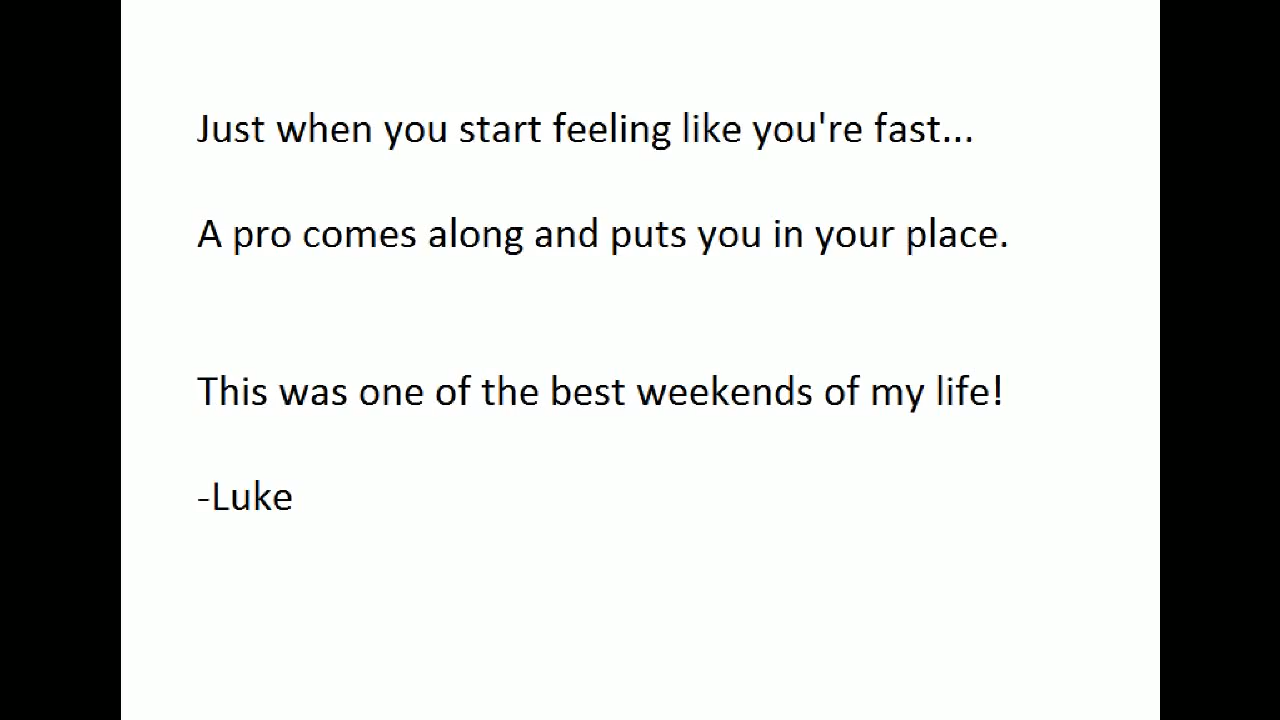 Just when you start feeling like you're fast...
A pro comes along and puts you in your place.
This was one of the best weekends of my life!
-Luke